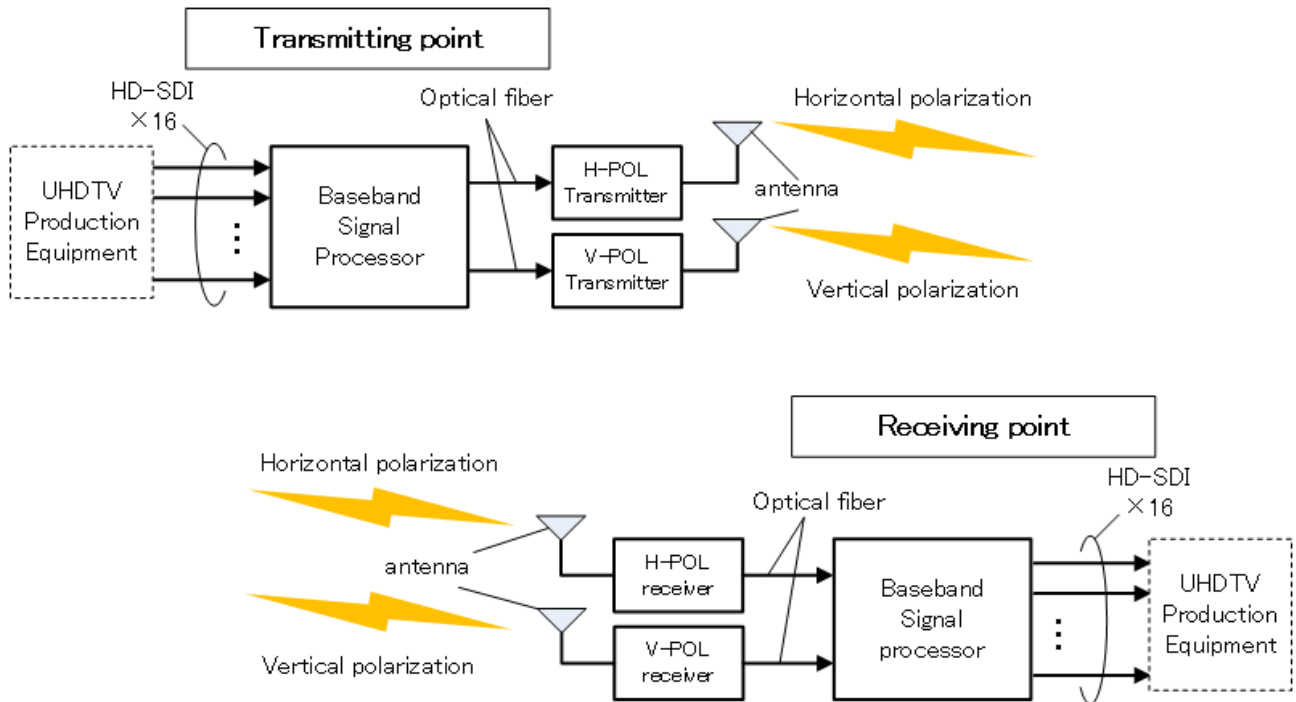 Transmitting point
HD-SDI
×16
Optical fiber
Horizontal polarization
UHDTV
Production
Equipment
Baseband
Signal
Processor
H-POL
Transmitter
antenna
V-POL
Transmitter
Vertical polarization
Receiving point
Horizontal polarization
HD-SDI
×16
Optical fiber
antenna
H-POL
receiver
Baseband
Signal
processor
UHDTV
Production
Equipment
V-POL
receiver
Vertical polarization